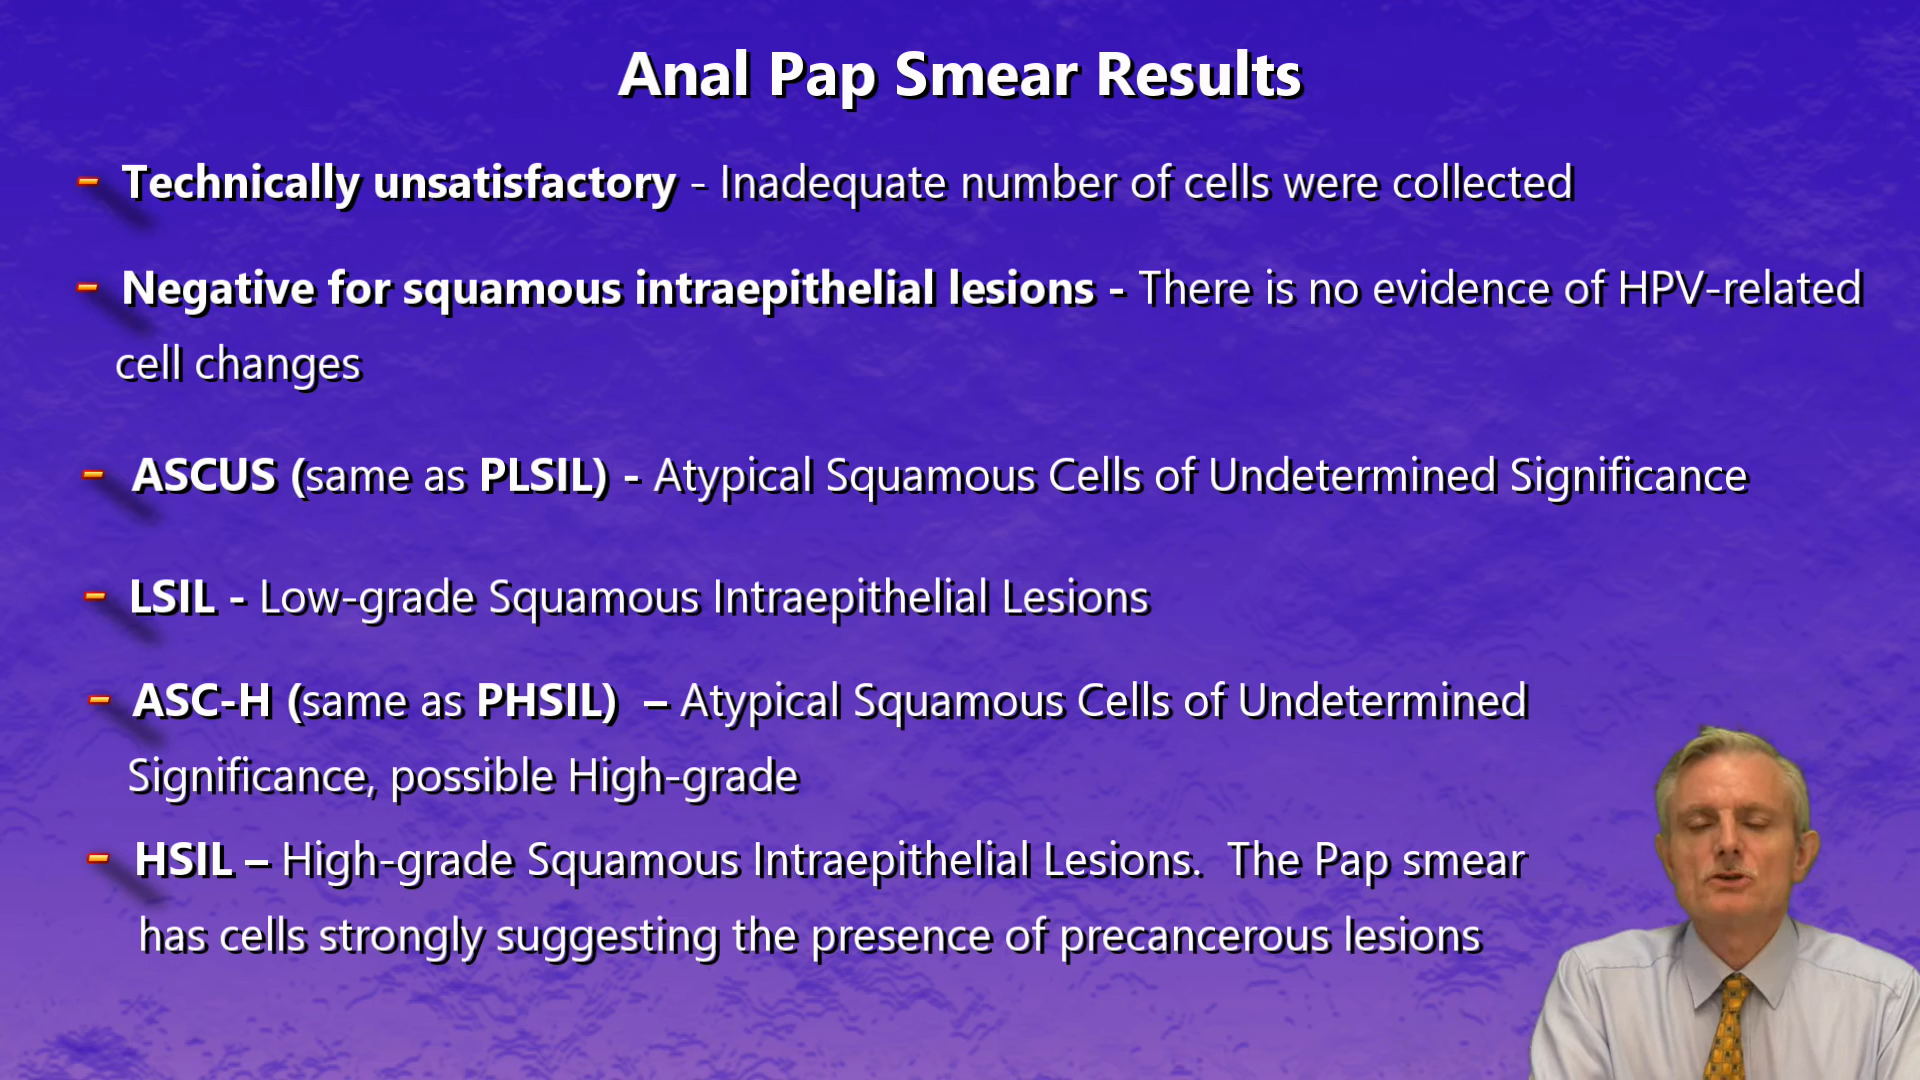 Anal Pap Smear Results
- Technically unsatisfactory - Inadequate number of cells were collected
- Negative for squamous intraepithelial lesions - There is no evidence of HPV-related
cell changes
- ASCUS (same as PLSIL) - Atypical Squamous Cells of Undetermined Significance
- LSIL - Low-grade Squamous Intraepithelial Lesions
- ASC-H (same as PHSIL) – Atypical Squamous Cells of Undetermined
Significance, possible High-grade
- HSIL – High-grade Squamous Intraepithelial Lesions. The Pap smear
has cells strongly suggesting the presence of precancerous lesions